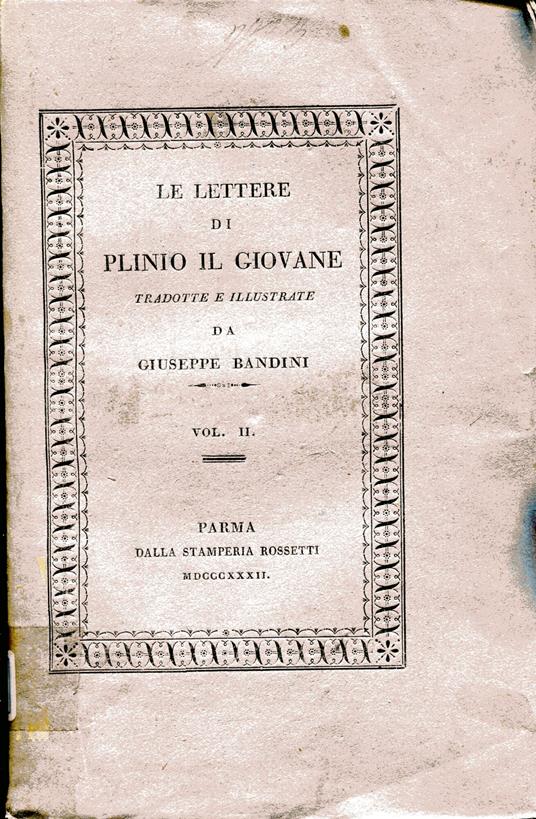 LE LETTERE
DI
PLINIO IL GIOVANE
TRADOTTE E ILLUSTRATE
DA
GIUSEPPE BANDINI
VOL. II.
PARMA
DALLA STAMPERIA ROSSETTI
MDCCCXXXII.